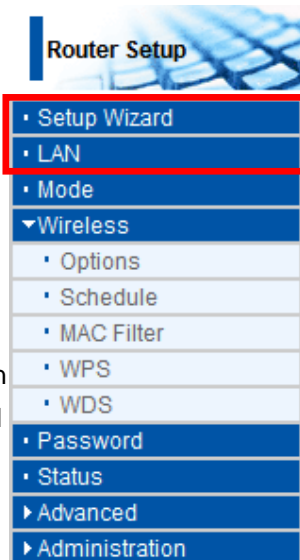 Router Setup
Setup Wizard
LAN
Mode
Wireless
Options
Schedule
MAC Filter
WPS
WDS
Password
Status
Advanced
Administration